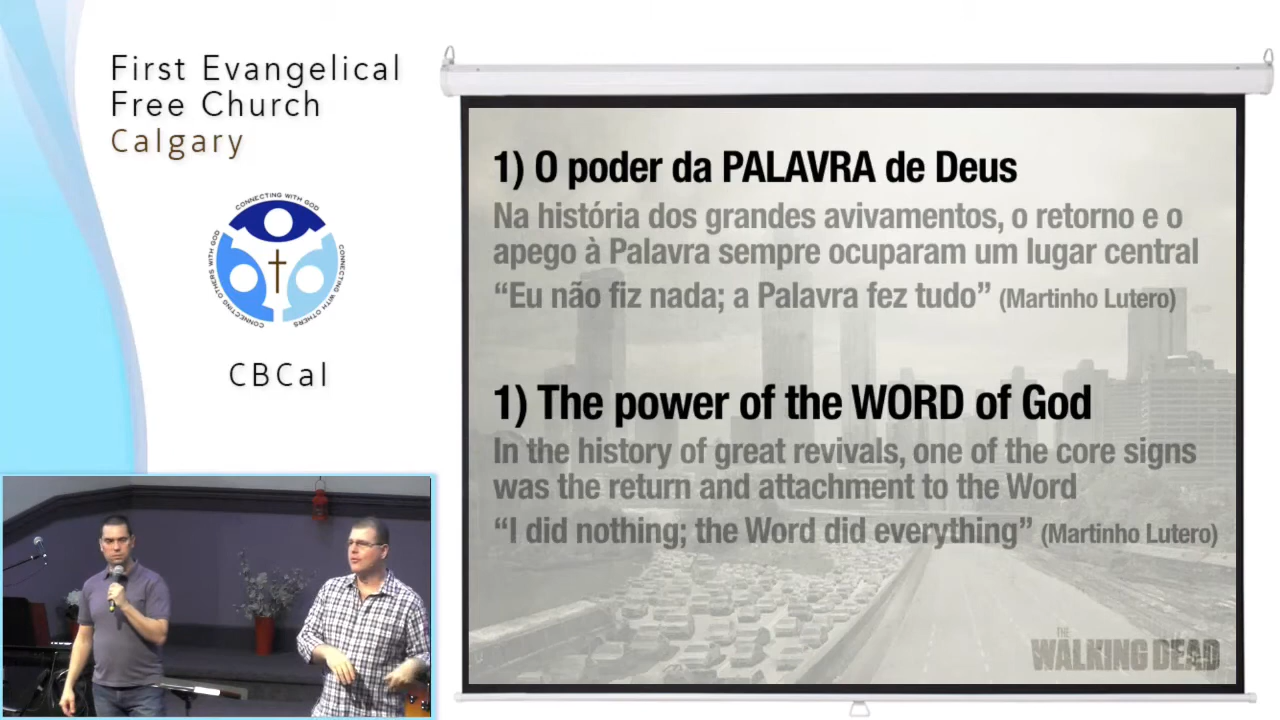 First Evangelical
Free Church
Calgary
CONNECTING WITH GOD
CONNECTING OTHERS WITH GOD
CONNECTING WITH OTHERS
CBCal
1) O poder da PALAVRA de Deus
Na história dos grandes avivamentos, o retorno e o
apego à Palavra sempre ocuparam um lugar central
“Eu não fiz nada; a Palavra fez tudo” (Martinho Lutero)
1) The power of the WORD of God
In the history of great revivals, one of the core signs
was the return and attachment to the Word
“I did nothing; the Word did everything” (Martinho Lutero)
THE
WALKING DEAD